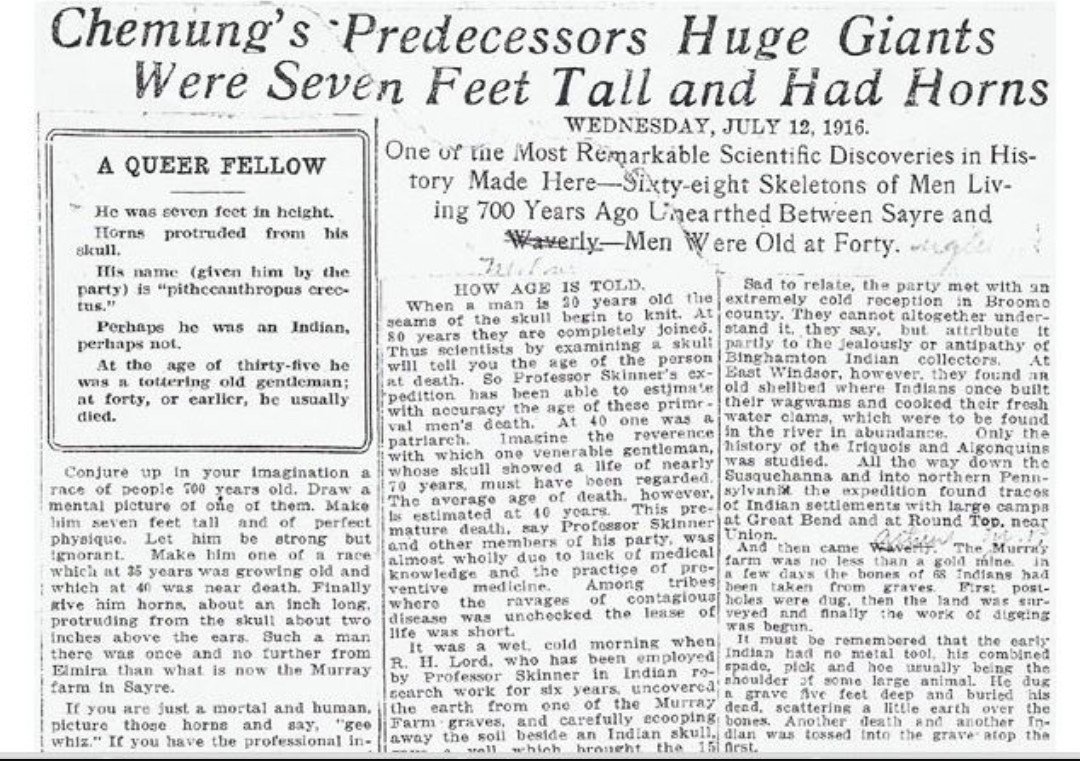 Chemung's Predecessors Huge Giants
Were Seven Feet Tall and Had Horns
WEDNESDAY, JULY 12, 1916.
One of the Most Remarkable Scientific Discoveries in His-
tory Made Here—Sixty-eight Skeletons of Men Liv-
ing 700 Years Ago Unearthed Between Sayre and
Waverly.—Men Were Old at Forty.
A QUEER FELLOW
He was seven feet in height.
Horns protruded from his
skull.
His name (given him by the
party) is "pithecanthropus erec-
tus."
Perhaps he was an Indian,
perhaps not.
At the age of thirty-five he
was a tottering old gentleman;
at forty, or earlier, he usually
died.
Conjure up in your imagination a
race of people 700 years old. Draw a
mental picture of one of them. Make
him seven feet tall and of perfect
physique. Let him be strong but
ignorant. Make him one of a race
which at 35 years was growing old and
which at 40 was near death. Finally
give him horns, about an inch long,
protruding from the skull about two
inches above the ears. Such a man
there was once and no further from
Elmira than what is now the Murray
farm in Sayre.
If you are just a mortal and human,
picture those horns and say, "gee
whiz." If you have the professional in-
HOW AGE IS TOLD.
When a man is 20 years old the
seams of the skull begin to knit. At
80 years they are completely joined.
Thus scientists by examining a skull
will tell you the age of the person
at death. So Professor Skinner's ex-
pedition has been able to estimate
with accuracy the age of these prime-
val men's death. At 40 one was a
patriarch. Imagine the reverence
with which one venerable gentleman,
whose skull showed a life of nearly
70 years, must have been regarded.
The average age of death, however,
is estimated at 40 years. This pre-
mature death, say Professor Skinner
and other members of his party, was
almost wholly due to lack of medical
knowledge and the practice of pre-
ventive medicine. Among tribes
where the ravages of contagious
disease was unchecked the lease of
life was short.
It was a wet, cold morning when
R. H. Lord, who has been employed
by Professor Skinner in Indian re-
search work for six years, uncovered
the earth from one of the Murray
Farm graves, and carefully scooping
away the soil beside an Indian skull,
gave a yell which brought the 15
Sad to relate, the party met with an
extremely cold reception in Broome
county. They cannot altogether under-
stand it, they say, but attribute it
partly to the jealously or antipathy of
Binghamton Indian collectors. At
East Windsor, however, they found an
old shellbed where Indians once built
their wagwams and cooked their fresh
water clams, which were to be found
in the river in abundance. Only the
history of the Iriquois and Algonquins
was studied. All the way down the
Susquehanna and into northern Penn-
sylvania the expedition found traces
of Indian settlements with large camps
at Great Bend and at Round Top, near
Union.
And then came Waverly. The Murray
farm was no less than a gold mine. In
a few days the bones of 68 Indians had
been taken from graves. First post-
holes were dug, then the land was sur-
veyed and finally the work of digging
was begun.
It must be remembered that the early
Indian had no metal tool, his combined
spade, pick and hoe usually being the
shoulder of some large animal. He dug
a grave five feet deep and buried his
dead, scattering a little earth over the
bones. Another death and another In-
dian was tossed into the grave atop the
first.